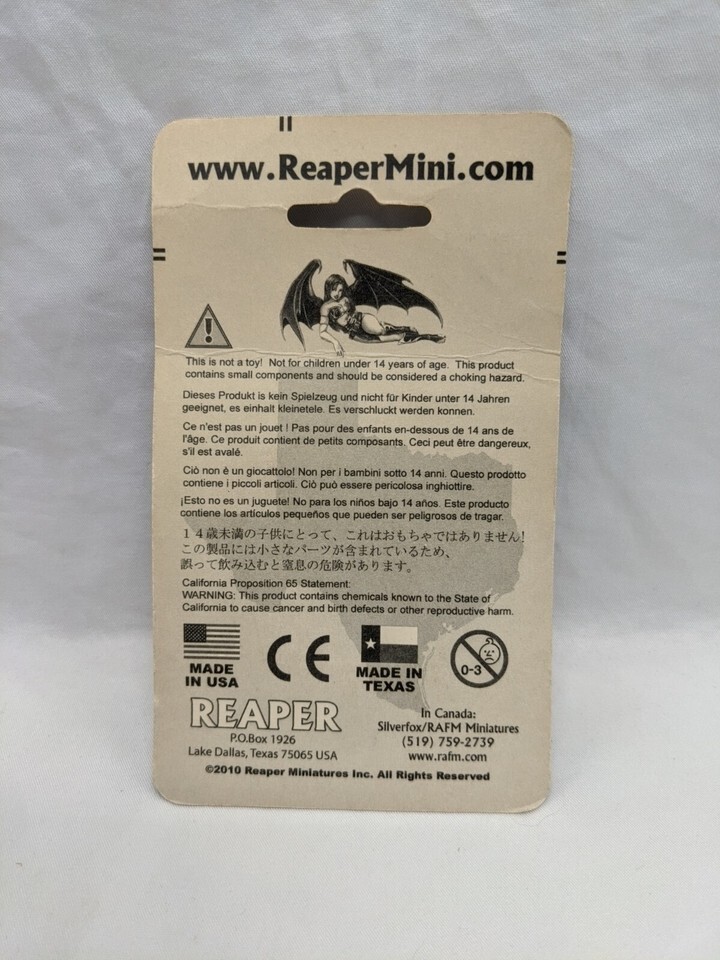 www.ReaperMini.com
This is not a toy! Not for children under 14 years of age. This product
contains small components and should be considered a choking hazard.
Dieses Produkt is kein Spielzeug und nicht für Kinder unter 14 Jahren
geeignet, es einhalt kleinetele. Es verschluckt werden konnen.
Ce n'est pas un jouet ! Pas pour des enfants en-dessous de 14 ans de
l'âge. Ce produit contient de petits composants. Ceci peut être dangereux,
s'il est avalé.
Ciò non è un giocattolo! Non per i bambini sotto 14 anni. Questo prodotto
contiene i piccoli articoli. Ciò può essere pericolosa inghiottire.
¡Esto no es un juguete! No para los niños bajo 14 años. Este producto
contiene los artículos pequeños que pueden ser peligrosos de tragar.
１４歳未満の子供にとって、これはおもちゃではありません!
この製品には小さなパーツが含まれているため、
誤って飲み込むと窒息の危険があります。
California Proposition 65 Statement:
WARNING: This product contains chemicals known to the State of
California to cause cancer and birth defects or other reproductive harm.
MADE
IN USA
CE
MADE IN
TEXAS
0-3
REAPER
P.O.Box 1926
Lake Dallas, Texas 75065 USA
In Canada:
Silverfox/RAFM Miniatures
(519) 759-2739
www.rafm.com
©2010 Reaper Miniatures Inc. All Rights Reserved